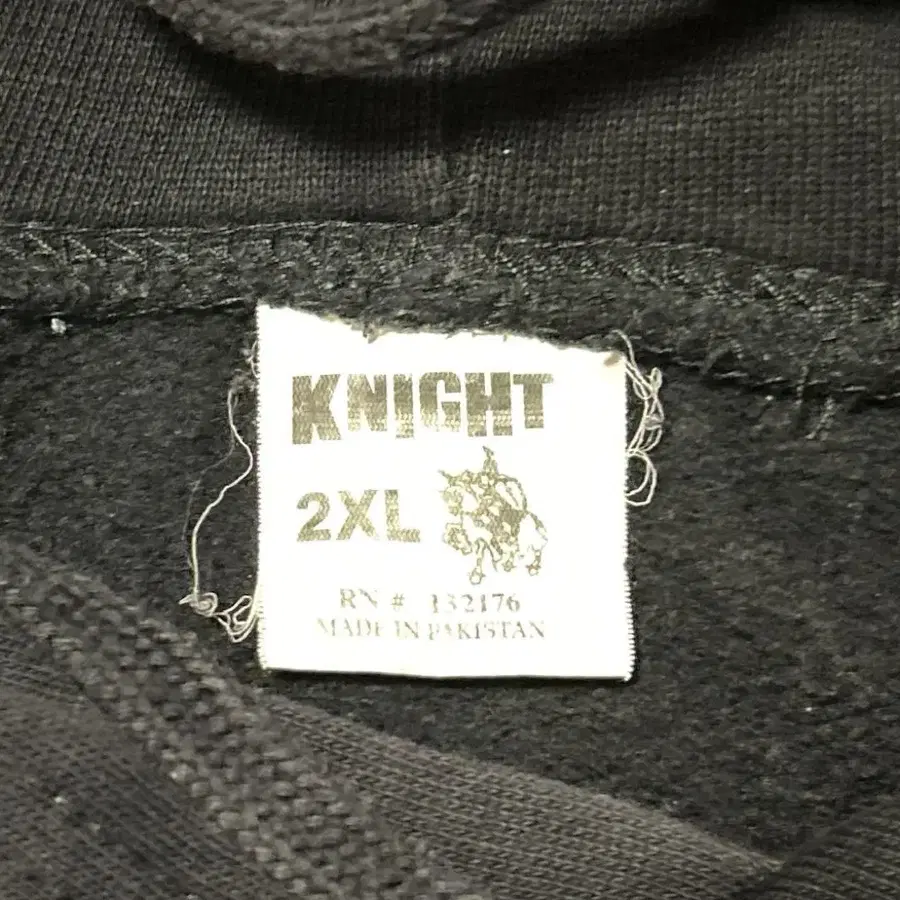 KNIGHT
2XL
RN # 132176
MADE IN PAKISTAN